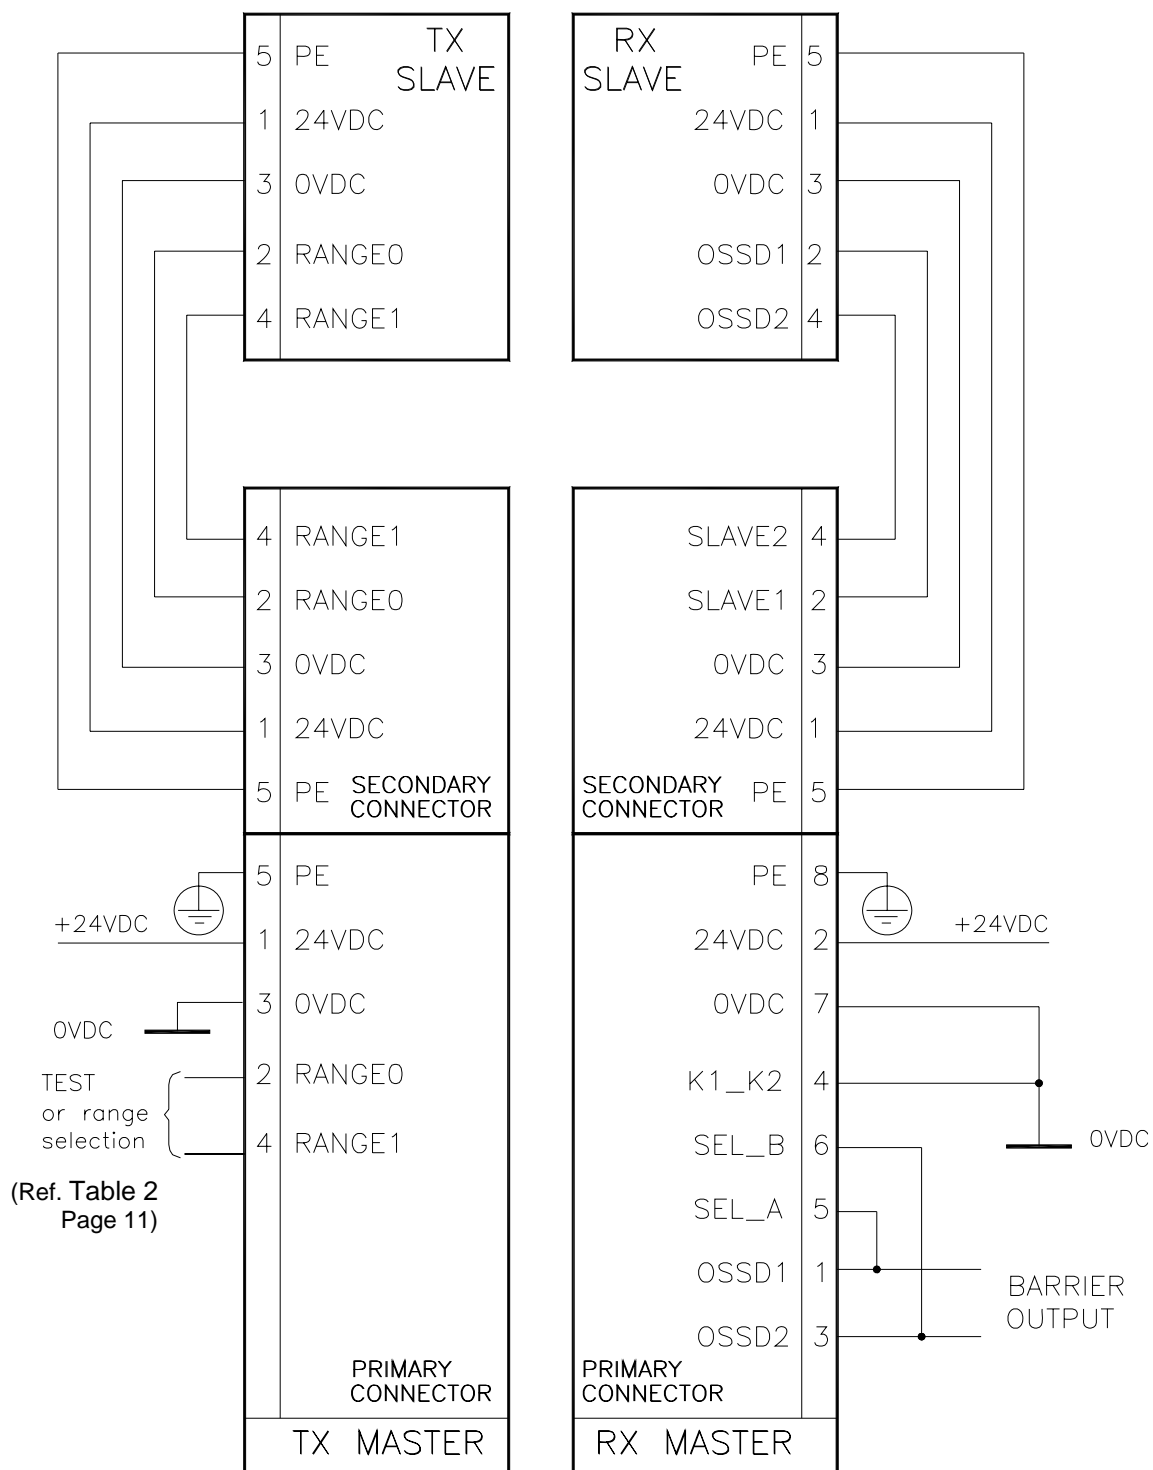 TX
SLAVE
5 PE
1 24VDC
3 0VDC
2 RANGE0
4 RANGE1
RX
SLAVE
PE 5
24VDC 1
0VDC 3
OSSD1 2
OSSD2 4
4 RANGE1
2 RANGE0
3 0VDC
1 24VDC
5 PE
SECONDARY
CONNECTOR
SLAVE2 4
SLAVE1 2
0VDC 3
24VDC 1
PE 5
SECONDARY
CONNECTOR
5 PE
+24VDC
1 24VDC
3 0VDC
0VDC
2 RANGE0
TEST
or range
selection
4 RANGE1
(Ref. Table 2
Page 11)
PRIMARY
CONNECTOR
TX MASTER
PE 8
+24VDC
24VDC 2
0VDC 7
K1_K2 4
0VDC
SEL_B 6
SEL_A 5
OSSD1 1
BARRIER
OUTPUT
OSSD2 3
PRIMARY
CONNECTOR
RX MASTER